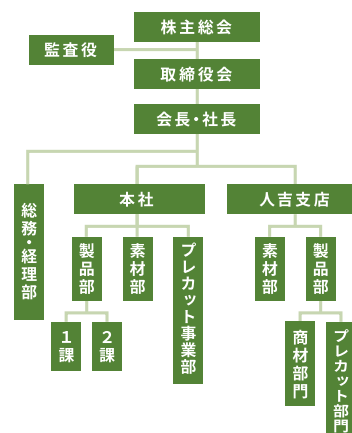 株主総会
監査役
取締役会
会長・社長
総務・経理部
本社
人吉支店
製品部
素材部
プレカット事業部
素材部
製品部
1課
2課
商材部門
プレカット部門